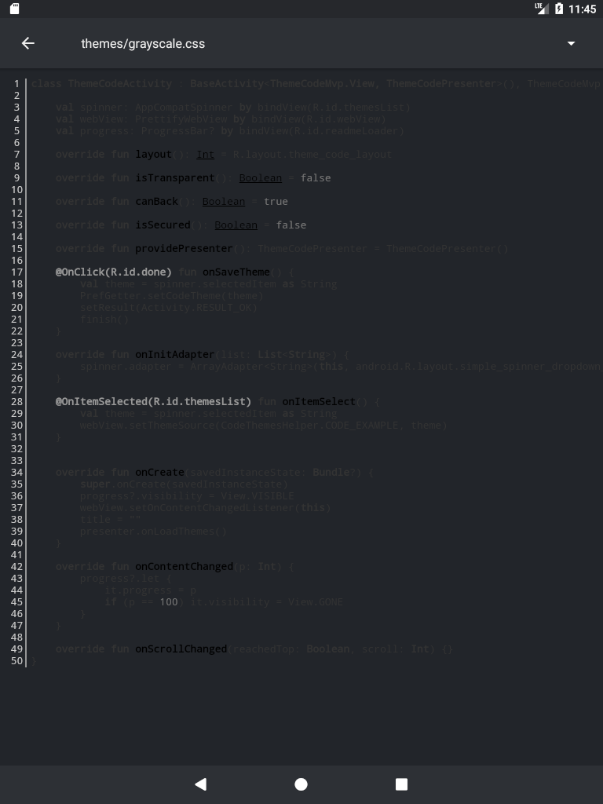 LTE 11:45
themes/grayscale.css
1 class ThemeCodeActivity : BaseActivity<ThemeCodeMvp.View, ThemeCodePresenter>(), ThemeCodeMvp
2
3 val spinner: AppCompatSpinner by bindView(R.id.themesList)
4 val webView: PrettifyWebView by bindView(R.id.webView)
5 val progress: ProgressBar? by bindView(R.id.readmeLoader)
6
7 override fun layout(): Int = R.layout.theme_code_layout
8
9 override fun isTransparent(): Boolean = false
10
11 override fun canBack(): Boolean = true
12
13 override fun isSecured(): Boolean = false
14
15 override fun providePresenter(): ThemeCodePresenter = ThemeCodePresenter()
16
17 @OnClick(R.id.done) fun onSaveTheme() {
18 val theme = spinner.selectedItem as String
19 PrefGetter.setCodeTheme(theme)
20 setResult(Activity.RESULT_OK)
21 finish()
22 }
23
24 override fun onInitAdapter(list: List<String>) {
25 spinner.adapter = ArrayAdapter<String>(this, android.R.layout.simple_spinner_dropdown
26 }
27
28 @OnItemSelected(R.id.themesList) fun onItemSelect() {
29 val theme = spinner.selectedItem as String
30 webView.setThemeSource(CodeThemesHelper.CODE_EXAMPLE, theme)
31 }
32
33
34 override fun onCreate(savedInstanceState: Bundle?) {
35 super.onCreate(savedInstanceState)
36 progress?.visibility = View.VISIBLE
37 webView.setOnContentChangedListener(this)
38 title = ""
39 presenter.onLoadThemes()
40 }
41
42 override fun onContentChanged(p: Int) {
43 progress?.let {
44 it.progress = p
45 if (p == 100) it.visibility = View.GONE
46 }
47 }
48
49 override fun onScrollChanged(reachedTop: Boolean, scroll: Int) {}
50 }